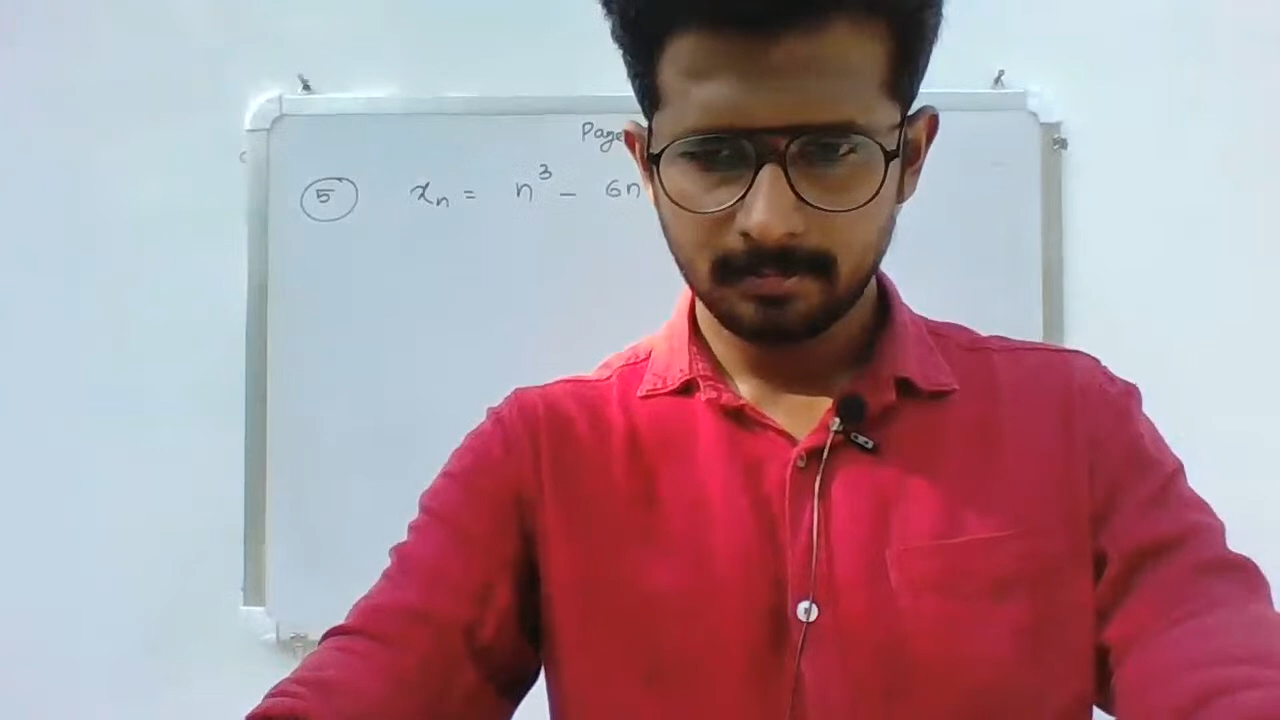 Page
⑤ xₙ = n³ - 6n